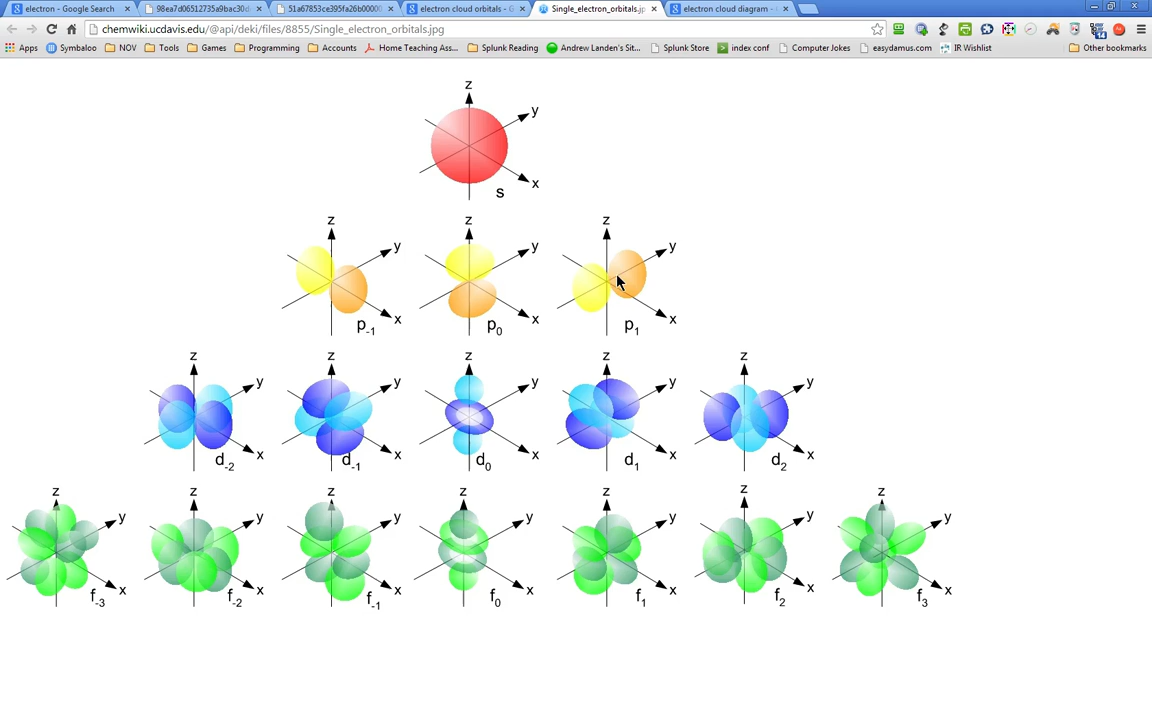 electron - Google Search
98ea7d06512735a9bac30d
51a67853ce395fa26b00000
electron cloud orbitals - G
Single_electron_orbitals.jp
electron cloud diagram -
chemwiki.ucdavis.edu/@api/deki/files/8855/Single_electron_orbitals.jpg
Apps Symbaloo NOV Tools Games Programming Accounts Home Teaching Ass... Splunk Reading Andrew Landen's Sit... Splunk Store index conf Computer Jokes easydamus.com IR Wishlist Other bookmarks
14
z y x s
z y x p-1
z y x p0
z y x p1
z y x d-2
z y x d-1
z y x d0
z y x d1
z y x d2
z y x f-3
z y x f-2
z y x f-1
z y x f0
z y x f1
z y x f2
z y x f3